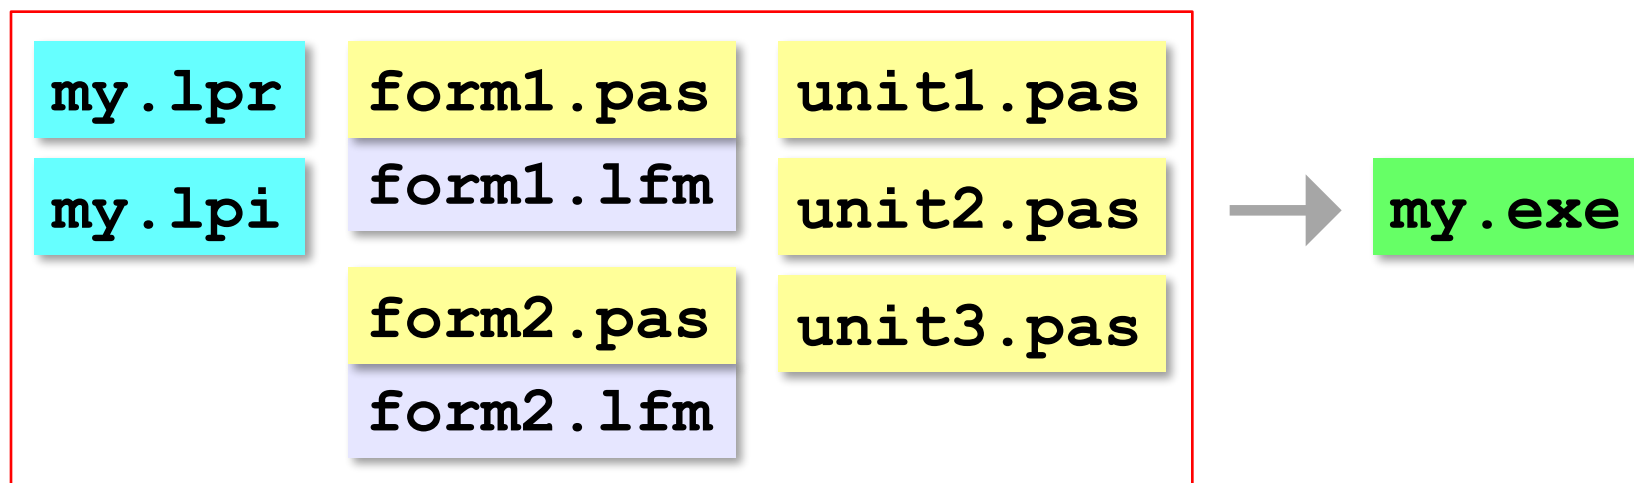 my.lpr
my.lpi
form1.pas
form1.lfm
form2.pas
form2.lfm
unit1.pas
unit2.pas
unit3.pas
my.exe